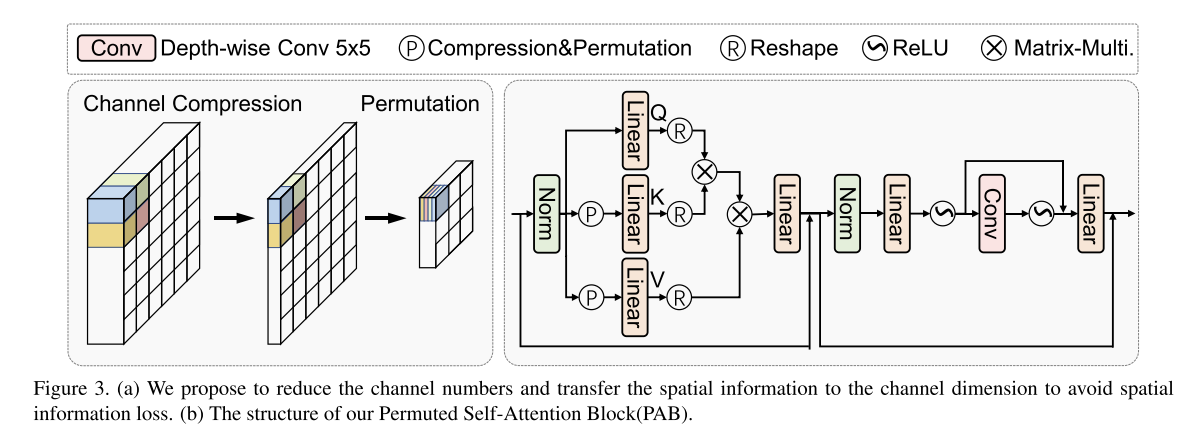 Conv Depth-wise Conv 5x5 P Compression&Permutation R Reshape ReLU Matrix-Multi.
Channel Compression Permutation
Norm
Linear Q R
P Linear K R
P Linear V R
Linear
Norm
Linear
Conv
Linear
Figure 3. (a) We propose to reduce the channel numbers and transfer the spatial information to the channel dimension to avoid spatial
information loss. (b) The structure of our Permuted Self-Attention Block(PAB).